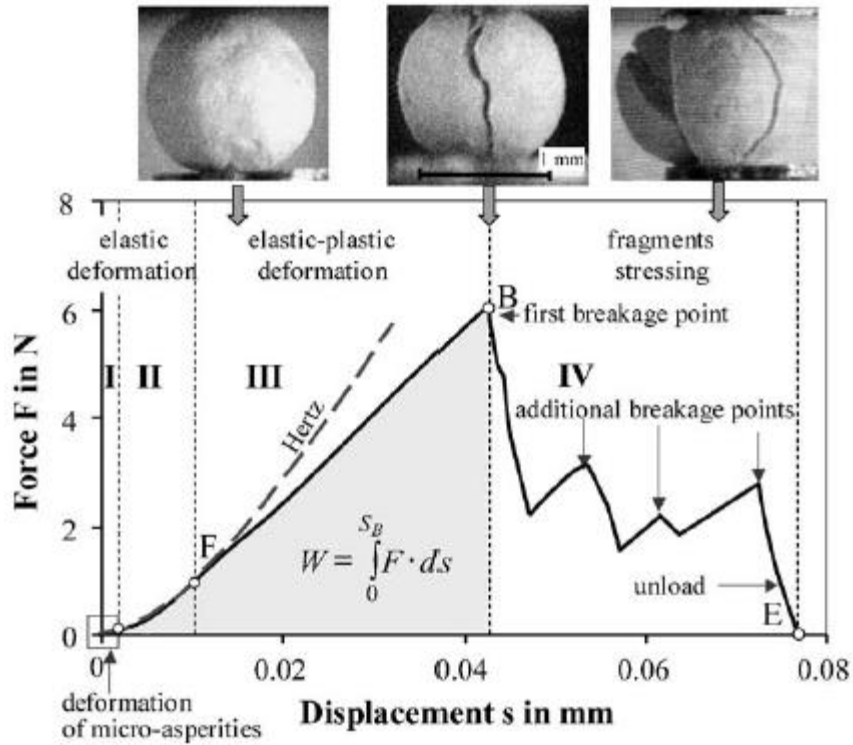 1 mm
8
6
4
2
0
Force F in N
elastic
deformation
elastic-plastic
deformation
fragments
stressing
B
first breakage point
I
II
III
IV
Hertz
additional breakage points
F
W = ∫₀^{S_B} F · ds
unload
E
0
0.02
0.04
0.06
0.08
deformation
of micro-asperities
Displacement s in mm